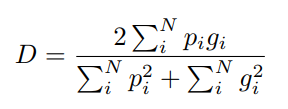 D = \frac{2 \sum_{i}^{N} p_i g_i}{\sum_{i}^{N} p_i^2 + \sum_{i}^{N} g_i^2}